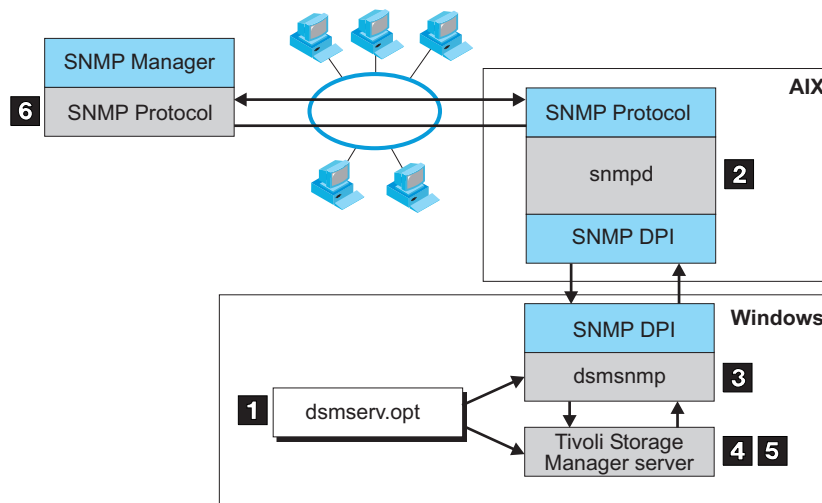 SNMP Manager
SNMP Protocol
6
AIX
SNMP Protocol
snmpd
2
SNMP DPI
Windows
SNMP DPI
dsmsnmp
3
1
dsmserv.opt
Tivoli Storage
Manager server
4 5